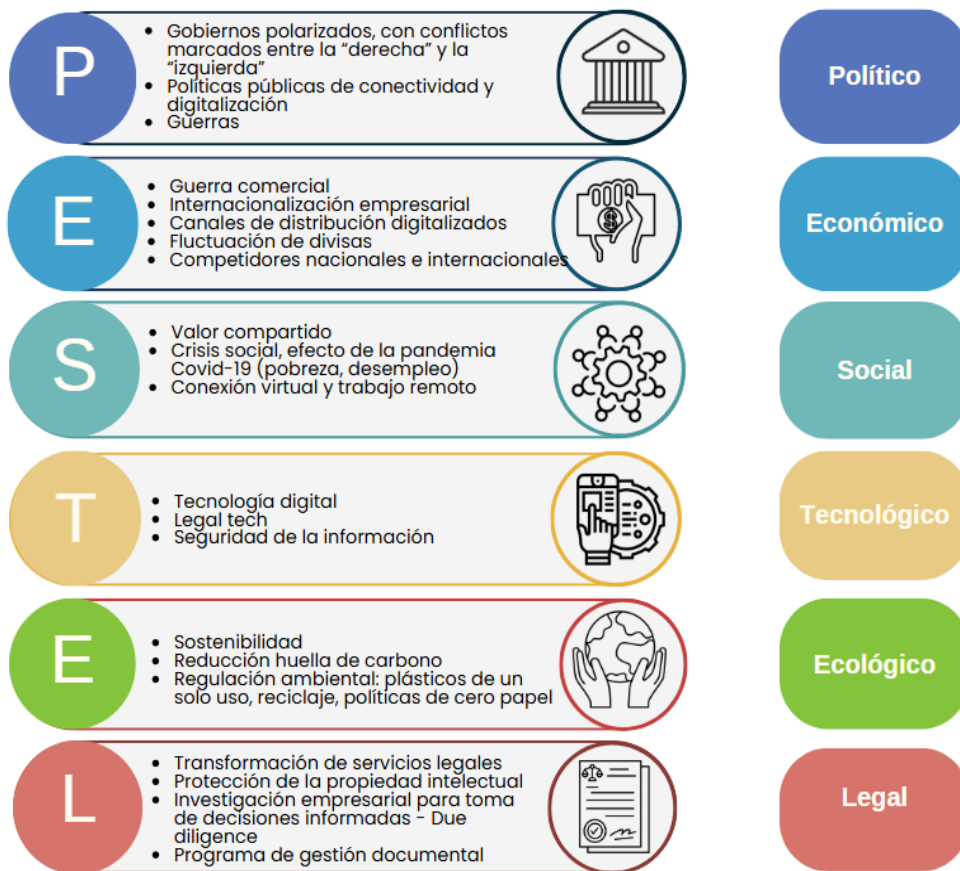 P
• Gobiernos polarizados, con conflictos
marcados entre la “derecha” y la
“izquierda”
• Políticas públicas de conectividad y
digitalización
• Guerras
Político
E
• Guerra comercial
• Internacionalización empresarial
• Canales de distribución digitalizados
• Fluctuación de divisas
• Competidores nacionales e internacionales
$
Económico
S
• Valor compartido
• Crisis social, efecto de la pandemia
Covid-19 (pobreza, desempleo)
• Conexión virtual y trabajo remoto
Social
T
• Tecnología digital
• Legal tech
• Seguridad de la información
Tecnológico
E
• Sostenibilidad
• Reducción huella de carbono
• Regulación ambiental: plásticos de un
solo uso, reciclaje, políticas de cero papel
Ecológico
L
• Transformación de servicios legales
• Protección de la propiedad intelectual
• Investigación empresarial para toma
de decisiones informadas - Due
diligence
• Programa de gestión documental
Legal